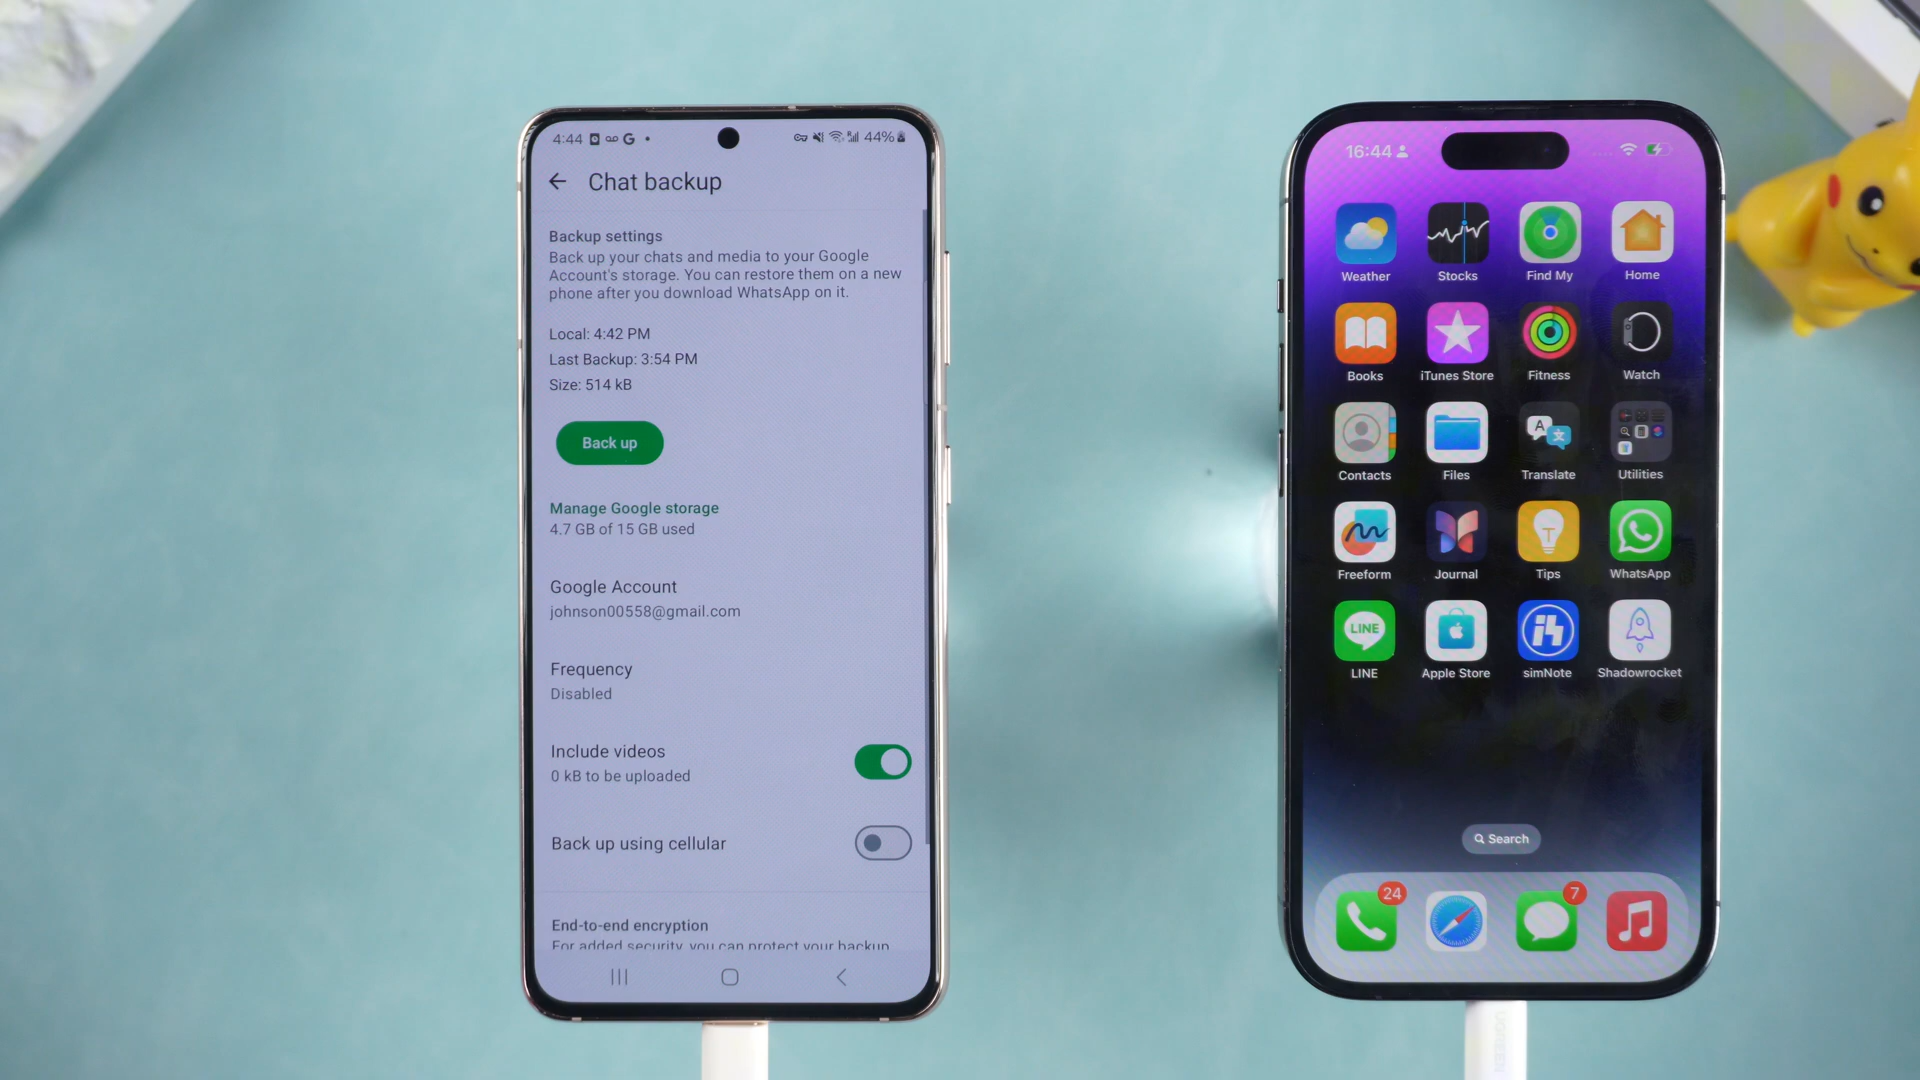 4:44
44%
Chat backup
Backup settings
Back up your chats and media to your Google
Account's storage. You can restore them on a new
phone after you download WhatsApp on it.
Local: 4:42 PM
Last Backup: 3:54 PM
Size: 514 kB
Back up
Manage Google storage
4.7 GB of 15 GB used
Google Account
johnson00558@gmail.com
Frequency
Disabled
Include videos
0 kB to be uploaded
Back up using cellular
End-to-end encryption
For added security, you can protect your backup
16:44
Weather Stocks Find My Home
Books iTunes Store Fitness Watch
Contacts Files Translate Utilities
Freeform Journal Tips WhatsApp
LINE
LINE Apple Store simNote Shadowrocket
Search
24 7
UGREEN